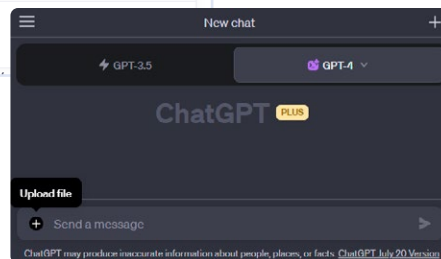 New chat
GPT-3.5
GPT-4
ChatGPT PLUS
Upload file
Send a message
ChatGPT may produce inaccurate information about people, places, or facts. ChatGPT July 20 Version